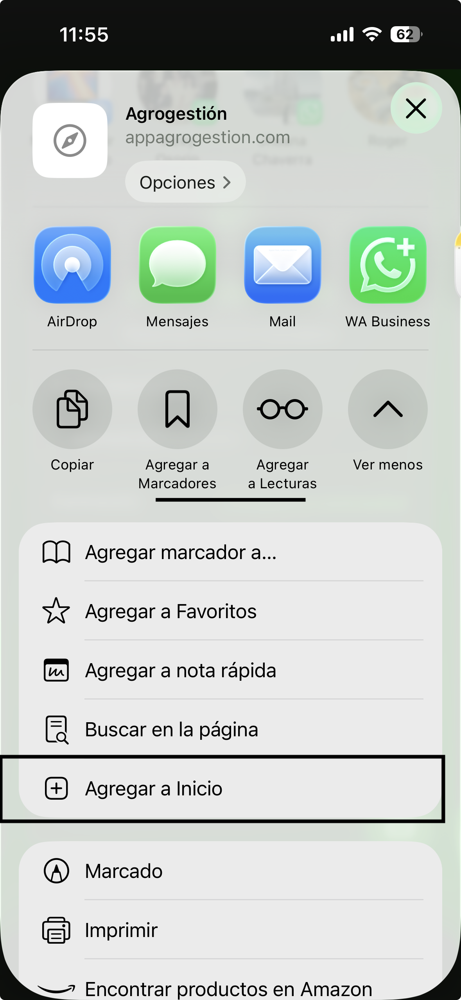 11:55
62
Agrogestión
appagrogestion.com
Roger
Chaverra
Opciones
AirDrop
Mensajes
Mail
WA Business
Copiar
Agregar a
Marcadores
Agregar
a Lecturas
Ver menos
Agregar marcador a...
Agregar a Favoritos
Agregar a nota rápida
Buscar en la página
Agregar a Inicio
Marcado
Imprimir
Encontrar productos en Amazon